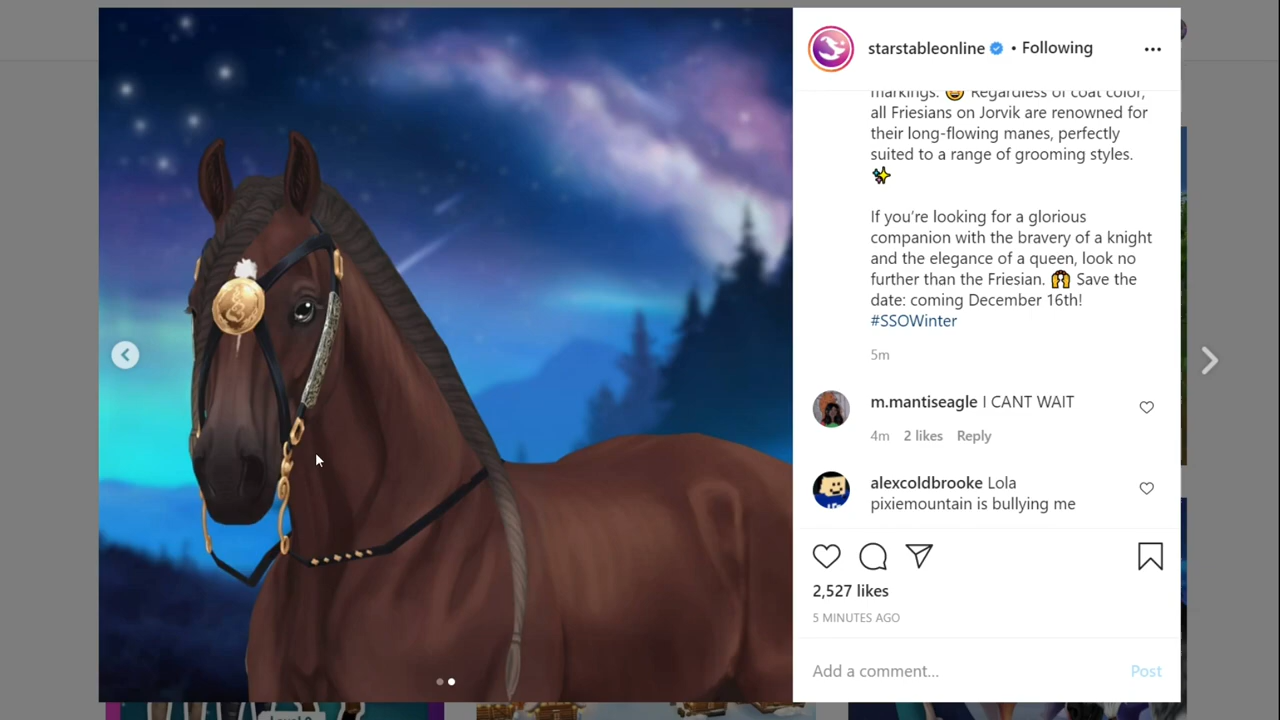 starstableonline • Following
markings. 😀 Regardless of coat color,
all Friesians on Jorvik are renowned for
their long-flowing manes, perfectly
suited to a range of grooming styles.
✨
If you’re looking for a glorious
companion with the bravery of a knight
and the elegance of a queen, look no
further than the Friesian. 🙌 Save the
date: coming December 16th!
#SSOWinter
5m
m.mantiseagle I CANT WAIT
4m 2 likes Reply
alexcoldbrooke Lola
pixiemountain is bullying me
2,527 likes
5 MINUTES AGO
Add a comment... Post